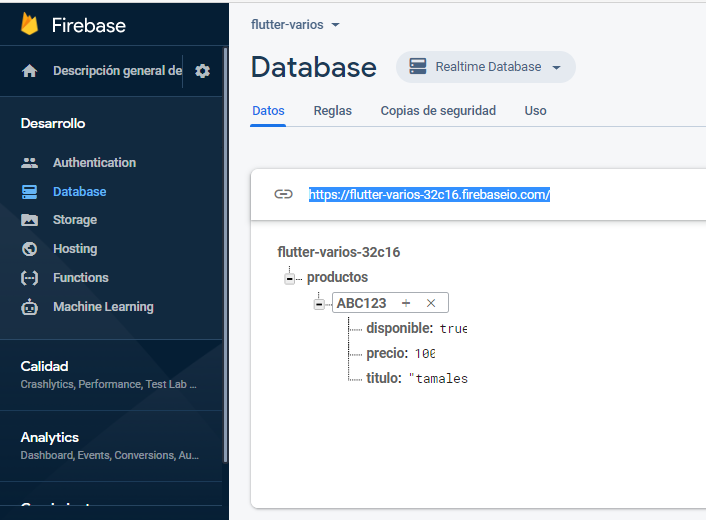 Firebase
Descripción general de
Desarrollo
Authentication
Database
Storage
Hosting
Functions
Machine Learning
Calidad
Crashlytics, Performance, Test Lab ...
Analytics
Dashboard, Events, Conversions, Au...
flutter-varios
Database
Realtime Database
Datos
Reglas
Copias de seguridad
Uso
https://flutter-varios-32c16.firebaseio.com/
flutter-varios-32c16
productos
ABC123 + ×
disponible: true
precio: 100
titulo: "tamales